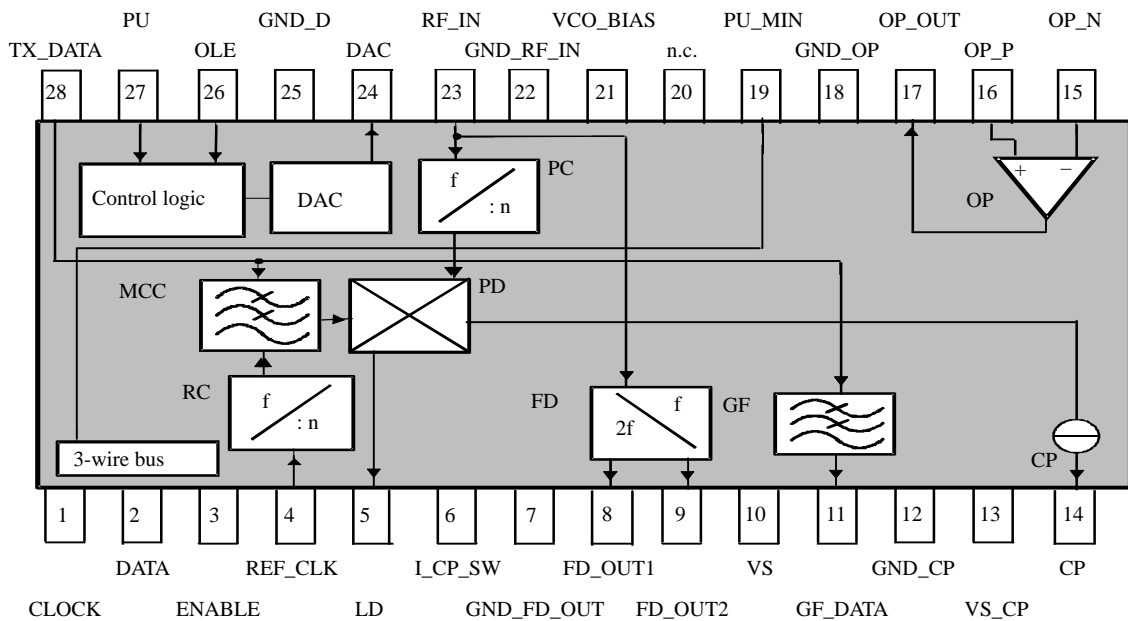 PU GND_D RF_IN VCO_BIAS PU_MIN OP_OUT OP_N
TX_DATA OLE DAC GND_RF_IN n.c. GND_OP OP_P
28 27 26 25 24 23 22 21 20 19 18 17 16 15
Control logic
DAC
f
: n
PC
OP
+
−
MCC
PD
RC
f
: n
FD
f
2f
GF
3-wire bus
CP
1 2 3 4 5 6 7 8 9 10 11 12 13 14
DATA REF_CLK I_CP_SW FD_OUT1 VS GND_CP CP
CLOCK ENABLE LD GND_FD_OUT FD_OUT2 GF_DATA VS_CP